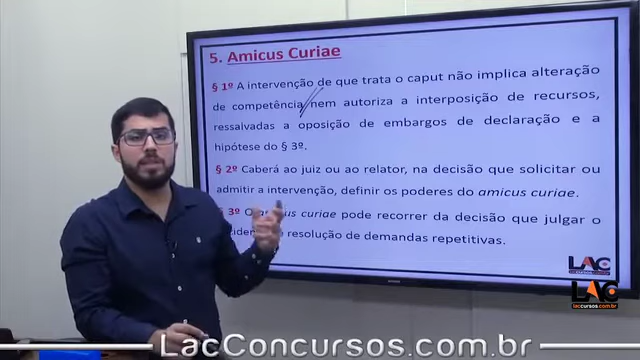 5. Amicus Curiae
§ 1º A intervenção de que trata o caput não implica alteração
de competência nem autoriza a interposição de recursos,
ressalvadas a oposição de embargos de declaração e a
hipótese do § 3º.
§ 2º Caberá ao juiz ou ao relator, na decisão que solicitar ou
admitir a intervenção, definir os poderes do amicus curiae.
3º O curiae pode recorrer da decisão que julgar o
resolução de demandas repetitivas.
LAC
LAC
laccursos.com.br
LacConcursos.com.br